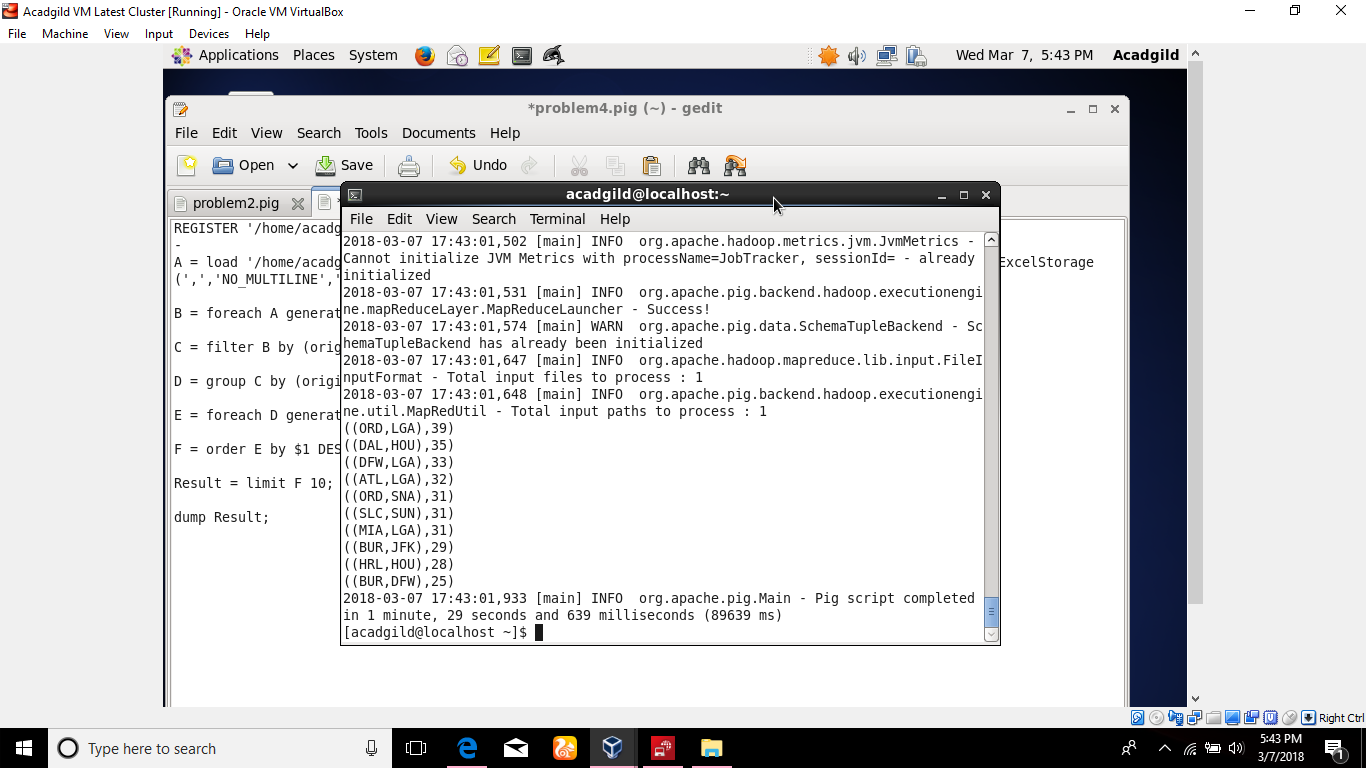 Acadgild VM Latest Cluster [Running] - Oracle VM VirtualBox
File Machine View Input Devices Help
Applications Places System Wed Mar 7, 5:43 PM Acadgild
*problem4.pig (~) - gedit
File Edit View Search Tools Documents Help
Open Save Undo
problem2.pig
acadgild@localhost:~
File Edit View Search Terminal Help
REGISTER '/home/acadg
-
A = load '/home/acadg
ExcelStorage
(',','NO_MULTILINE','
B = foreach A generat
C = filter B by (orig
D = group C by (origi
E = foreach D generat
F = order E by $1 DES
Result = limit F 10;
dump Result;
2018-03-07 17:43:01,502 [main] INFO  org.apache.hadoop.metrics.jvm.JvmMetrics -
Cannot initialize JVM Metrics with processName=JobTracker, sessionId= - already
initialized
2018-03-07 17:43:01,531 [main] INFO  org.apache.pig.backend.hadoop.executionengi
ne.mapReduceLayer.MapReduceLauncher - Success!
2018-03-07 17:43:01,574 [main] WARN  org.apache.pig.data.SchemaTupleBackend - Sc
hemaTupleBackend has already been initialized
2018-03-07 17:43:01,647 [main] INFO  org.apache.hadoop.mapreduce.lib.input.FileI
nputFormat - Total input files to process : 1
2018-03-07 17:43:01,648 [main] INFO  org.apache.pig.backend.hadoop.executionengi
ne.util.MapRedUtil - Total input paths to process : 1
((ORD,LGA),39)
((DAL,HOU),35)
((DFW,LGA),33)
((ATL,LGA),32)
((ORD,SNA),31)
((SLC,SUN),31)
((MIA,LGA),31)
((BUR,JFK),29)
((HRL,HOU),28)
((BUR,DFW),25)
2018-03-07 17:43:01,933 [main] INFO  org.apache.pig.Main - Pig script completed
in 1 minute, 29 seconds and 639 milliseconds (89639 ms)
[acadgild@localhost ~]$
Right Ctrl
Type here to search
5:43 PM
3/7/2018
1